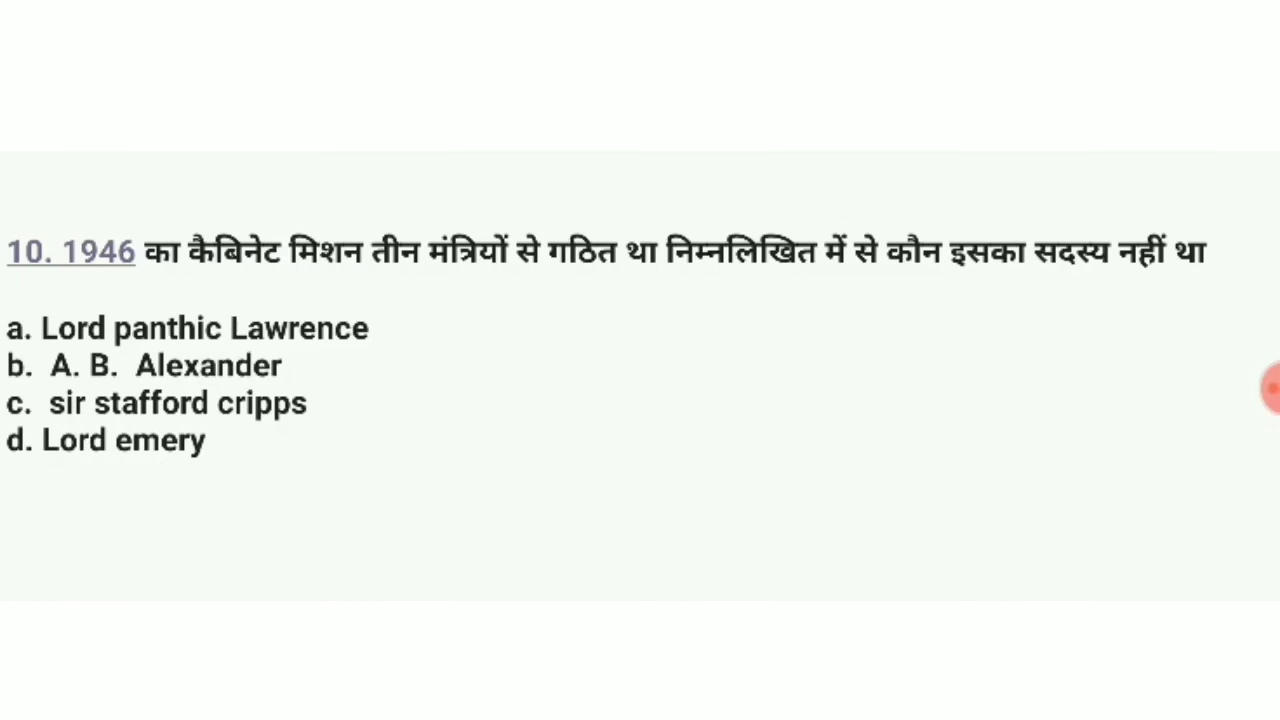 10. 1946 का कैबिनेट मिशन तीन मंत्रियों से गठित था निम्नलिखित में से कौन इसका सदस्य नहीं था
a. Lord panthic Lawrence
b. A. B. Alexander
c. sir stafford cripps
d. Lord emery